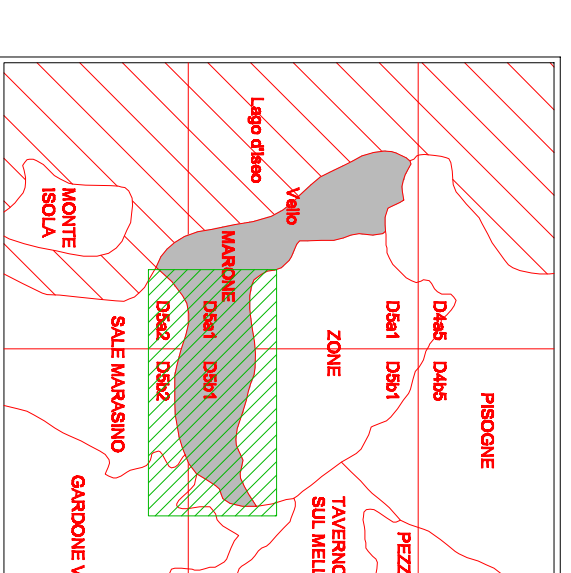 Lago d'Iseo
Vello
MONTE
ISOLA
MARONE
D4a5 D4b5
D5a1 D5b1
D5a1 D5b1
D5a2 D5b2
PISOGNE
ZONE
SALE MARASINO
GARDONE V
TAVERNO
SUL MELL
PEZZ